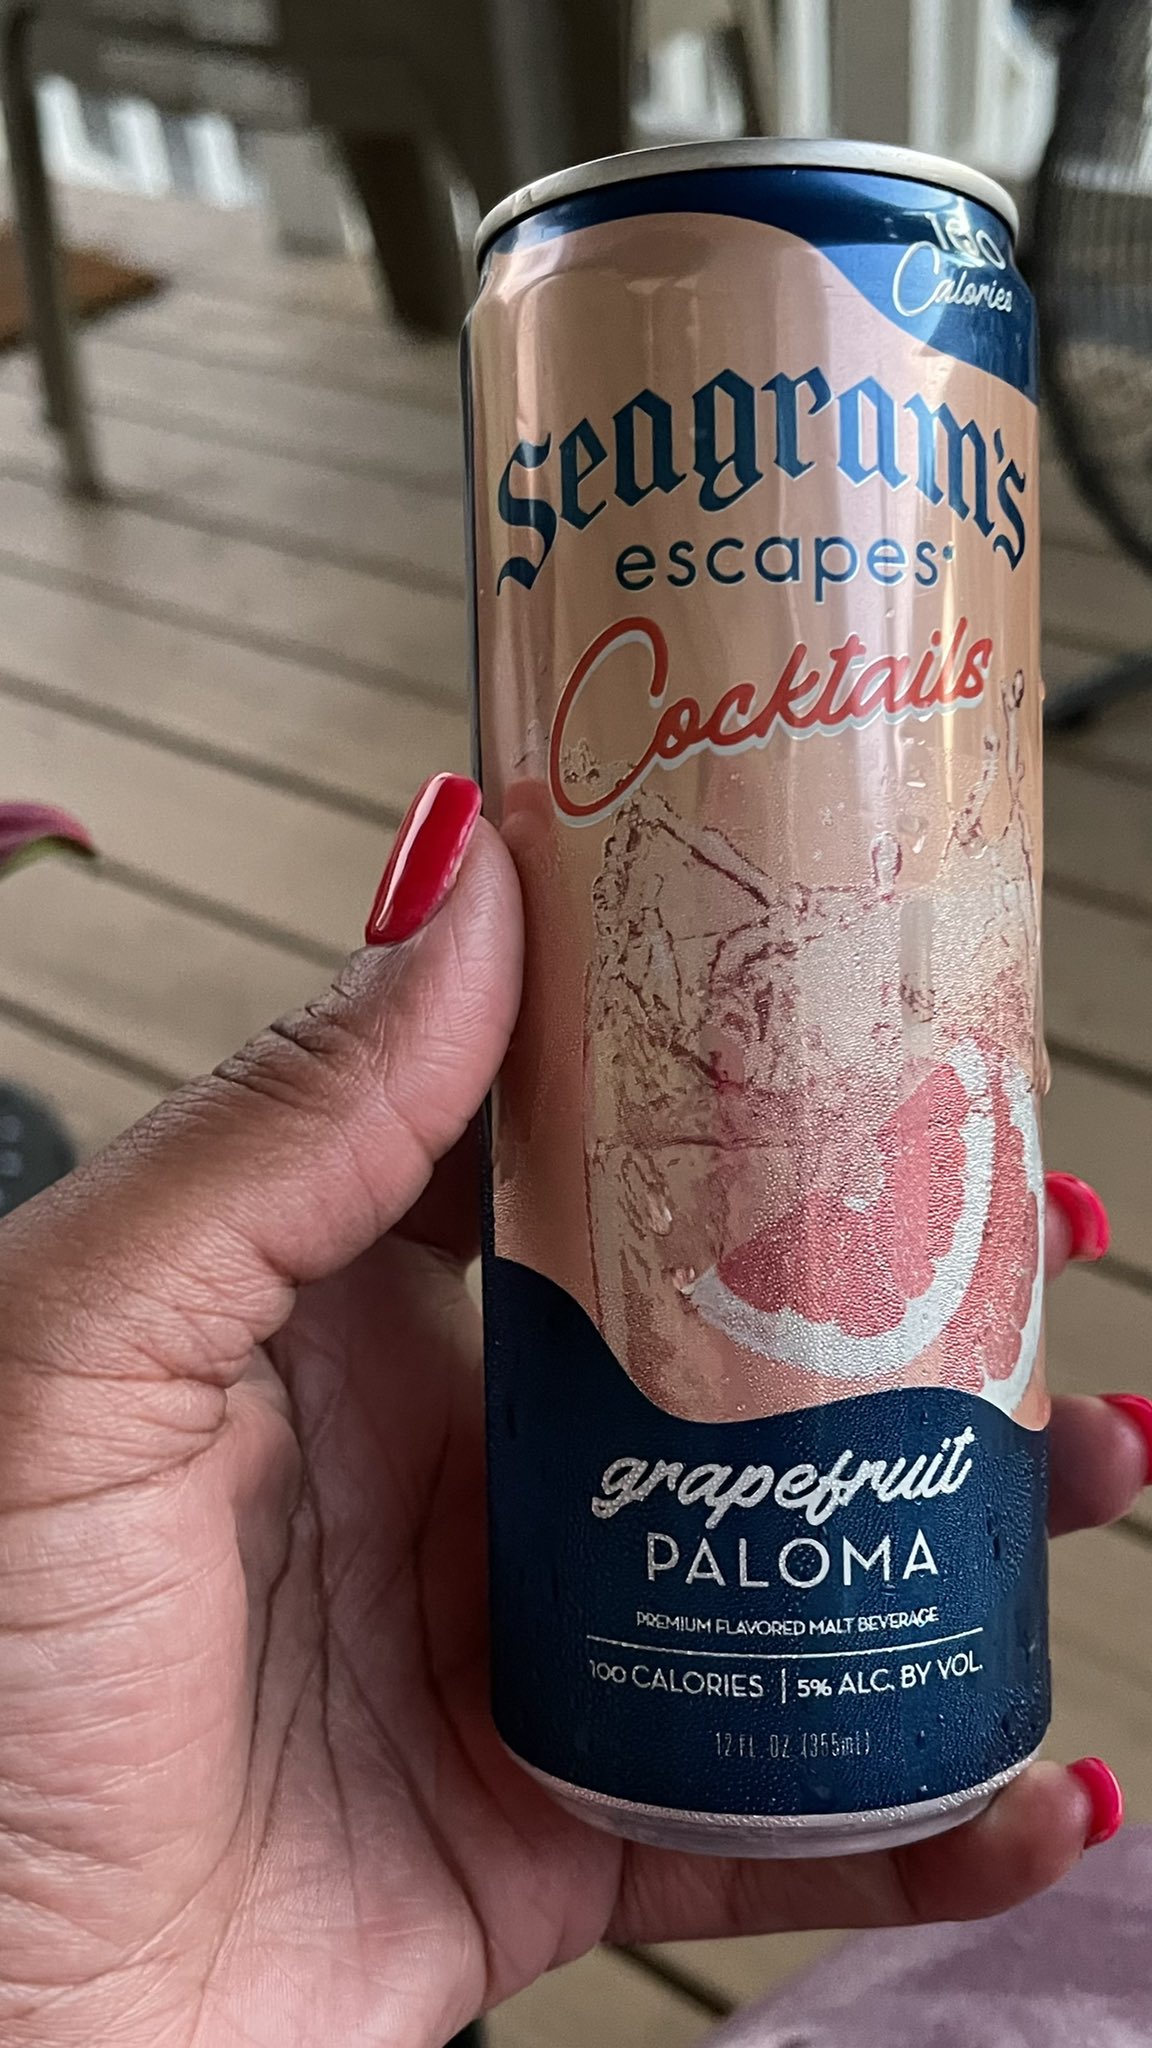 100
Calories
Seagram's
escapes
Cocktails
grapefruit
PALOMA
PREMIUM FLAVORED MALT BEVERAGE
100 CALORIES | 5% ALC. BY VOL.
12 FL. OZ (355mL)